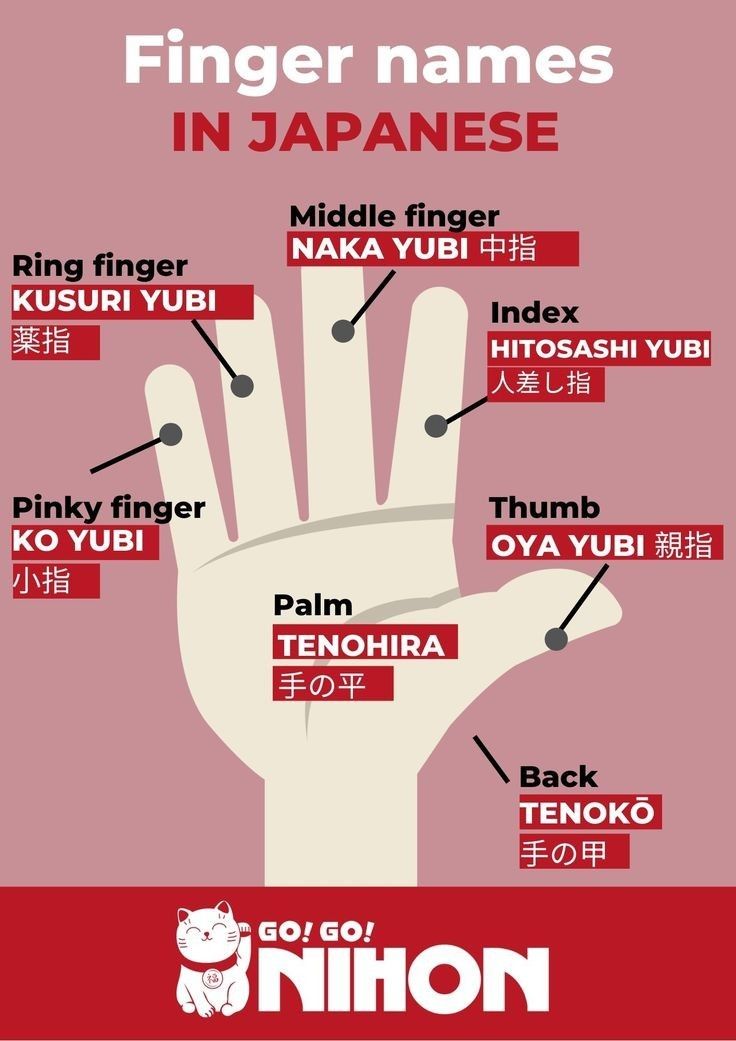 Finger names
IN JAPANESE
Middle finger
NAKA YUBI 中指
Ring finger
KUSURI YUBI
薬指
Index
HITOSASHI YUBI
人差し指
Pinky finger
KO YUBI
小指
Thumb
OYA YUBI 親指
Palm
TENOHIRA
手の平
Back
TENOKŌ
手の甲
福
GO! GO!
NIHON